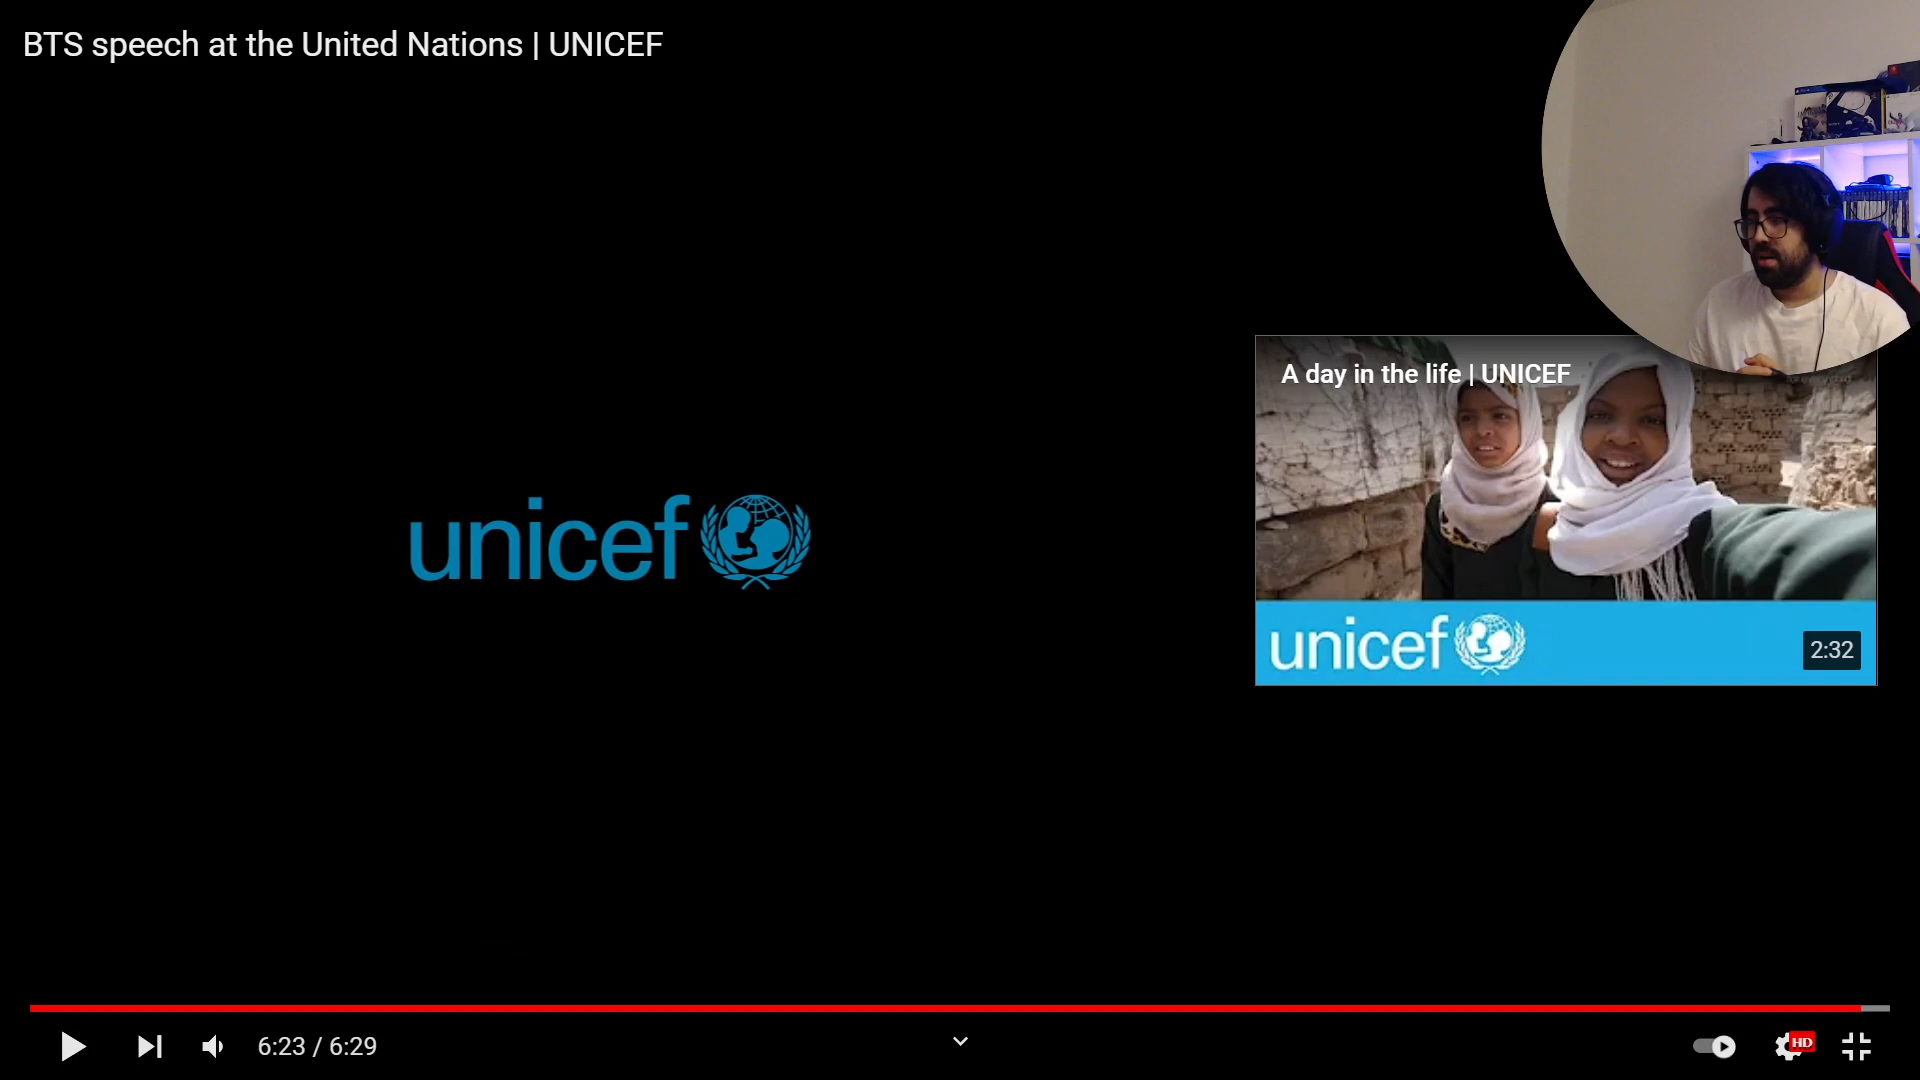 BTS speech at the United Nations | UNICEF
A day in the life | UNICEF
unicef
unicef
2:32
6:23 / 6:29
HD